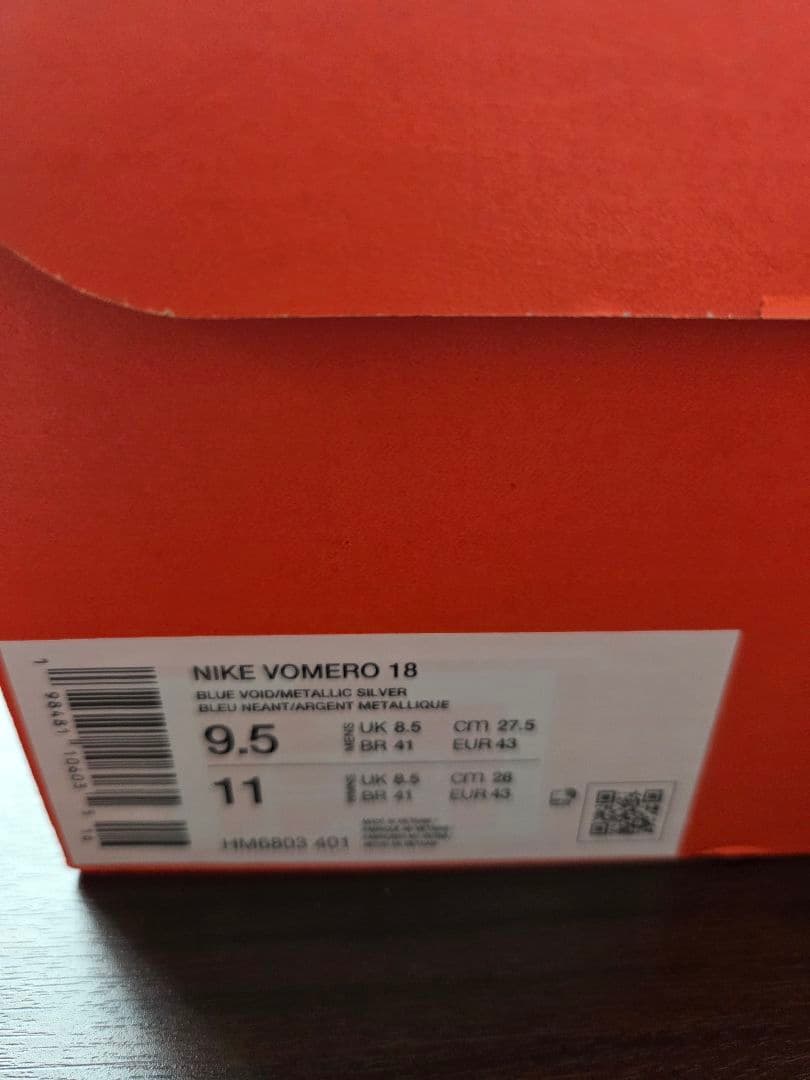 NIKE VOMERO 18
BLUE VOID/METALLIC SILVER
BLEU NEANT/ARGENT METALLIQUE
9.5 MENS UK 8.5 cm 27.5
BR 41 EUR 43
11 UK 8.5 cm 28
BR 41 EUR 43
HM6803 401